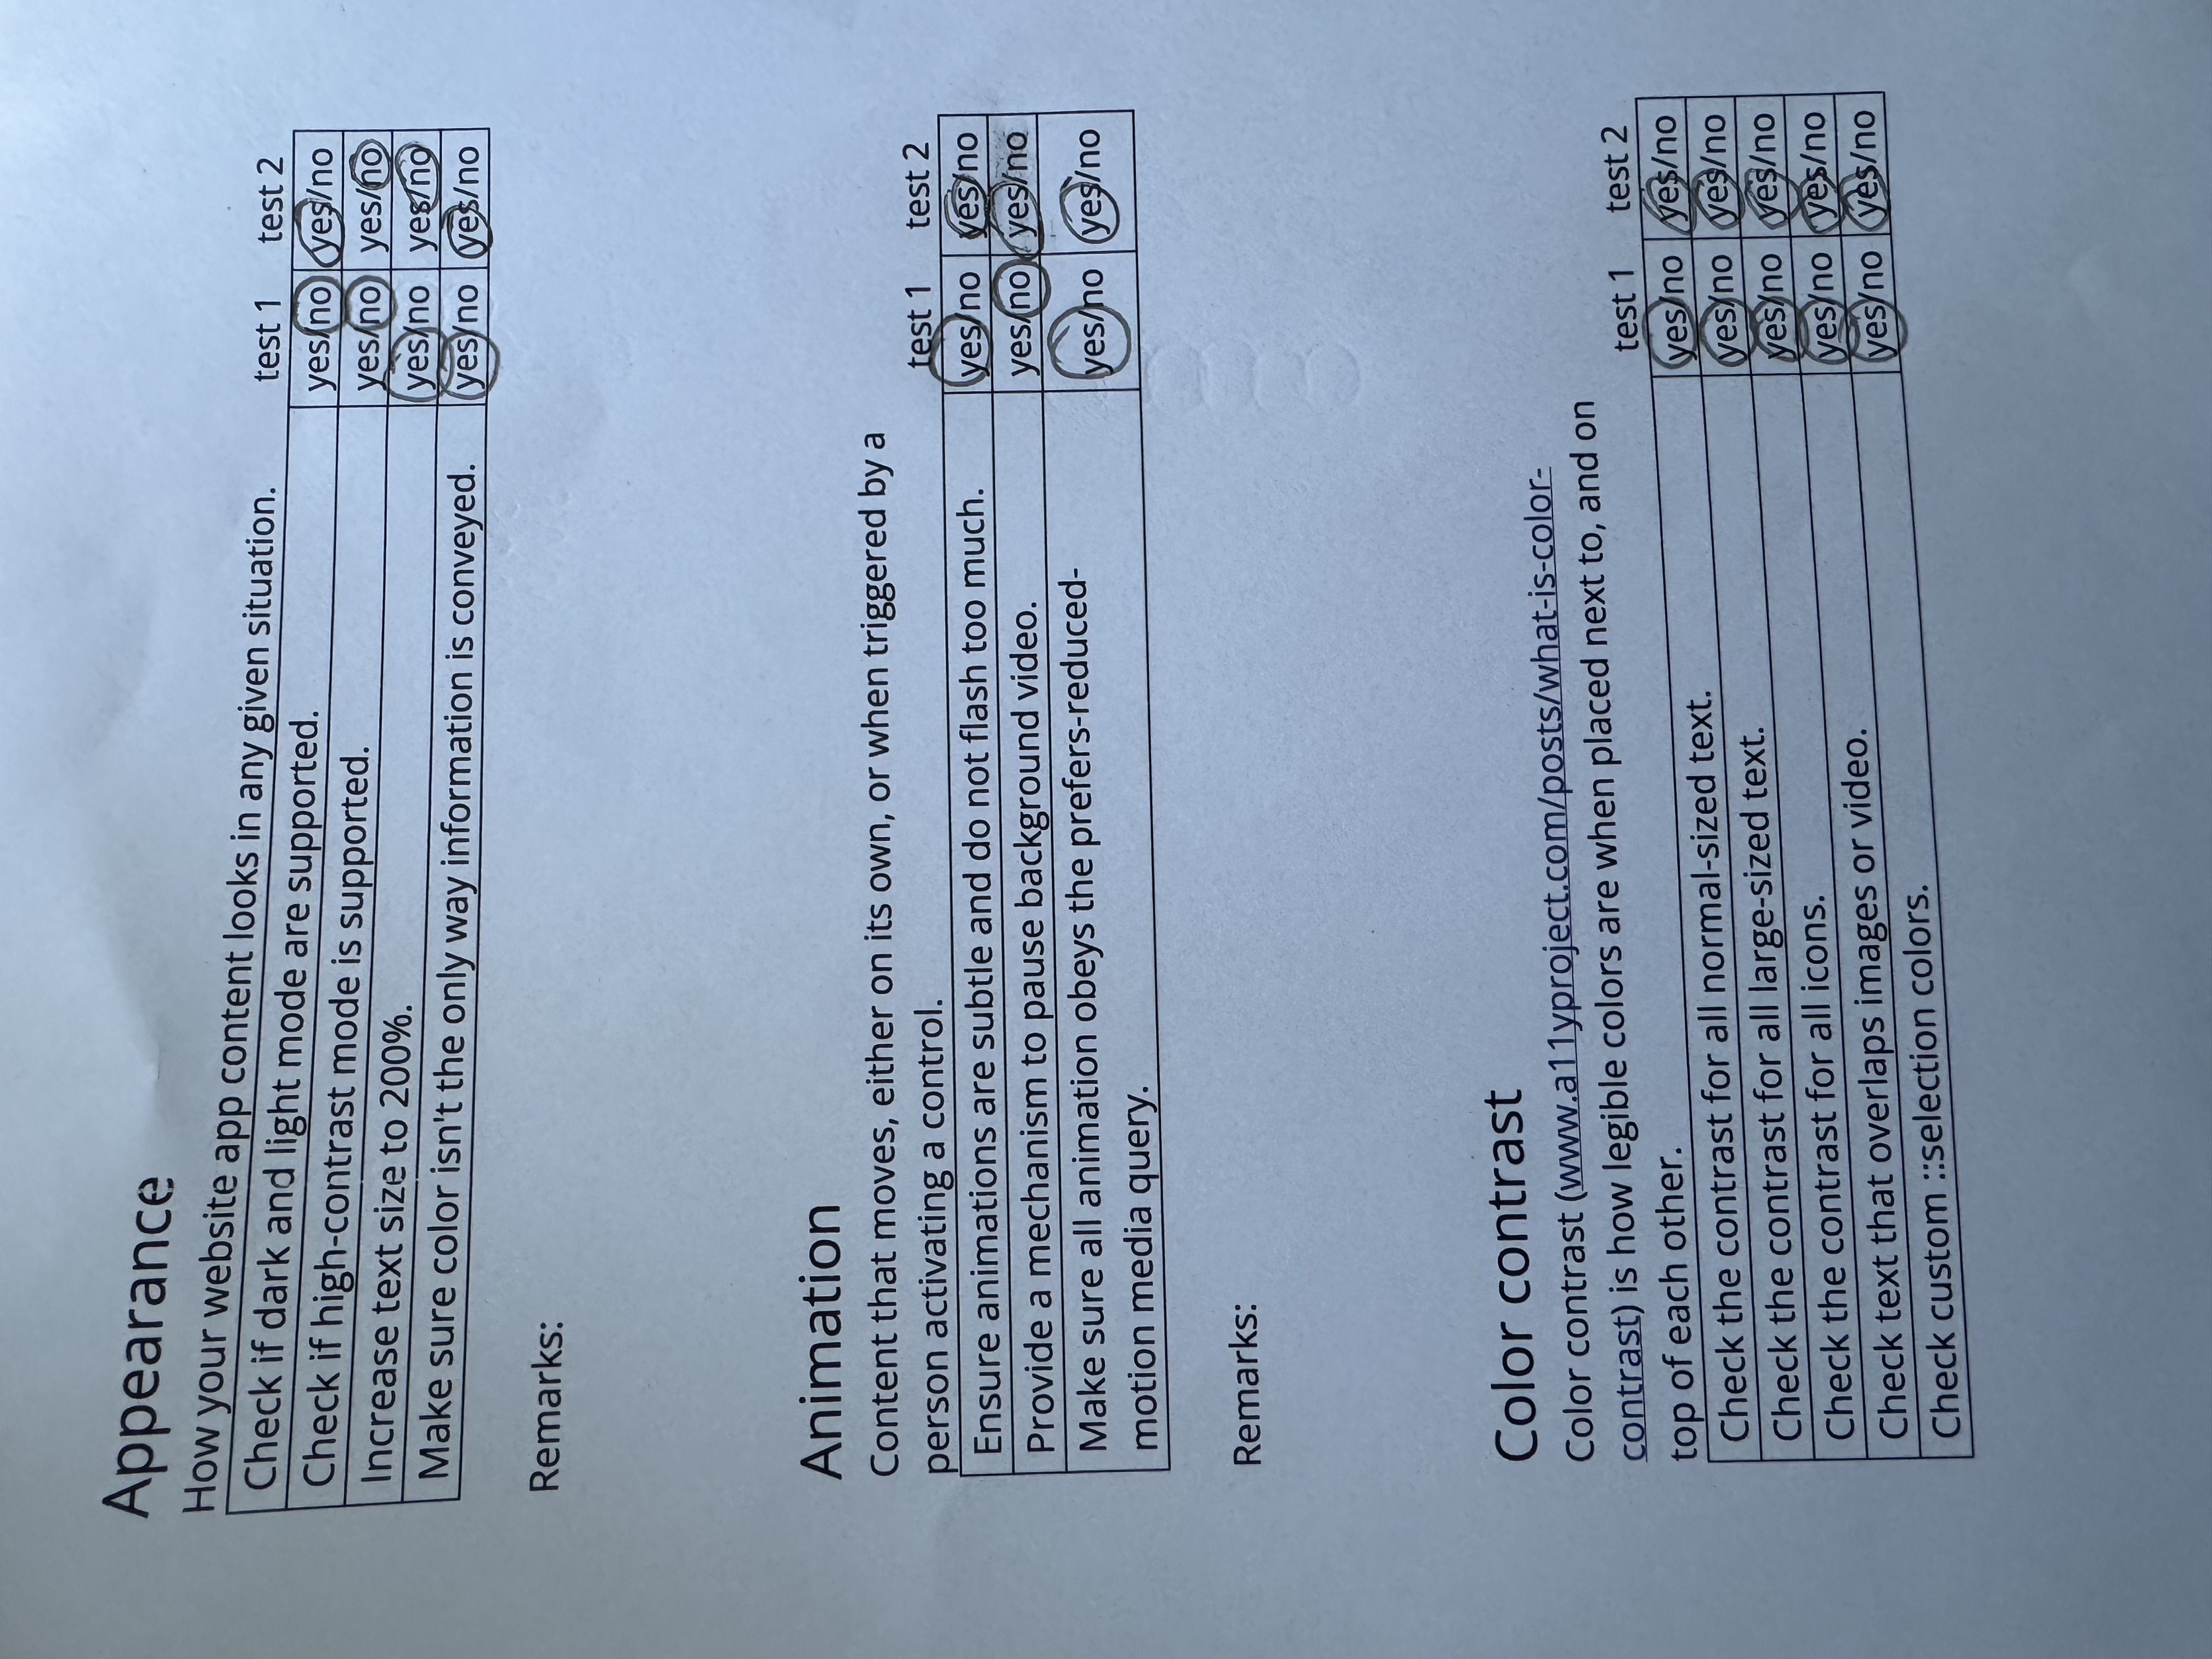 Appearance
How your website app content looks in any given situation. test 1 test 2
Check if dark and light mode are supported. yes/no yes/no
Check if high-contrast mode is supported. yes/no yes/no
Increase text size to 200%. yes/no yes/no
Make sure color isn't the only way information is conveyed. yes/no yes/no
Remarks:
Animation
Content that moves, either on its own, or when triggered by a
person activating a control. test 1 test 2
Ensure animations are subtle and do not flash too much. yes/no yes/no
Provide a mechanism to pause background video. yes/no yes/no
Make sure all animation obeys the prefers-reduced-
motion media query. yes/no yes/no
Remarks:
Color contrast
Color contrast (www.a11yproject.com/posts/what-is-color-
contrast) is how legible colors are when placed next to, and on
top of each other. test 1 test 2
Check the contrast for all normal-sized text. yes/no yes/no
Check the contrast for all large-sized text. yes/no yes/no
Check the contrast for all icons. yes/no yes/no
Check text that overlaps images or video. yes/no yes/no
Check custom ::selection colors. yes/no yes/no